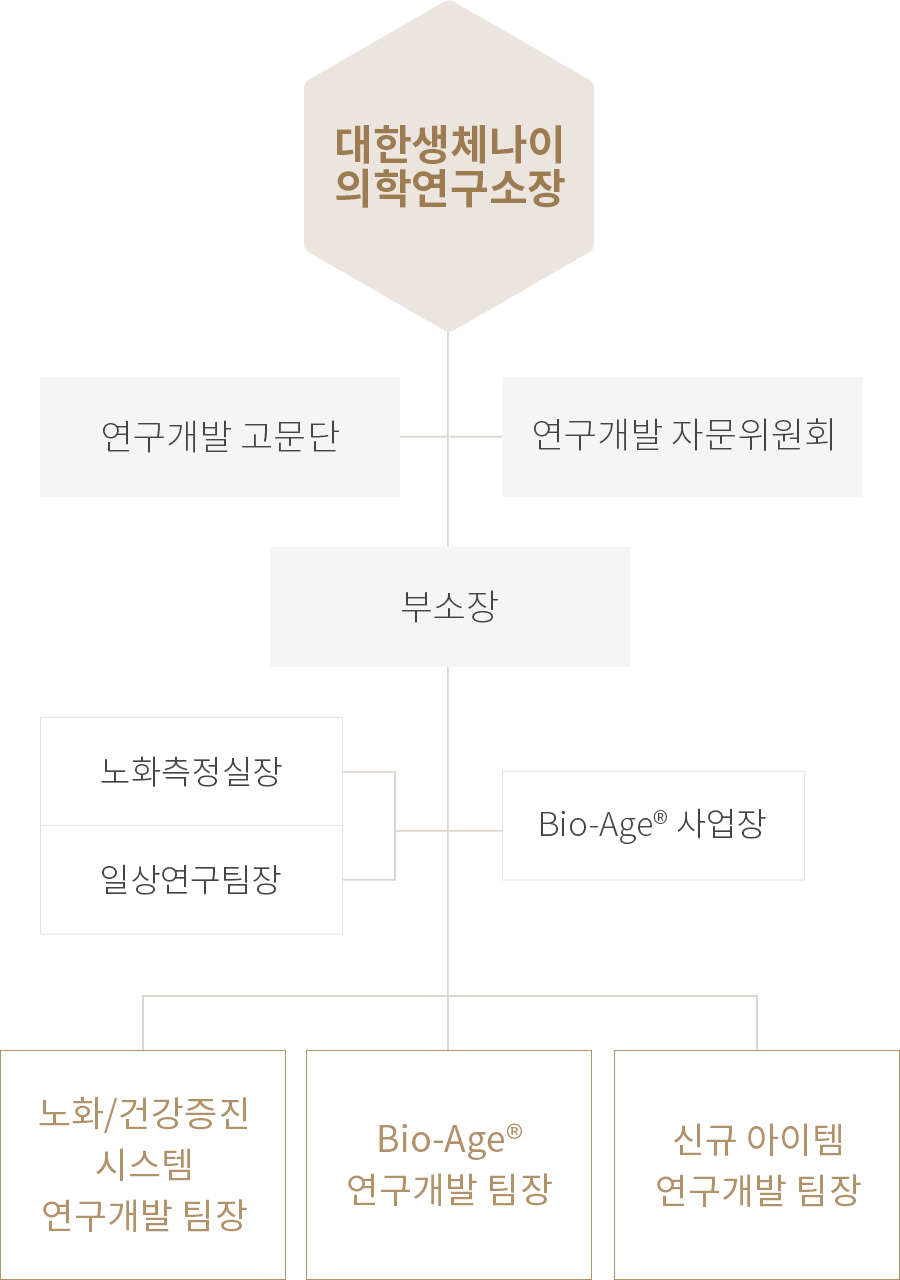 대한생체나이
의학연구소장
연구개발 고문단
연구개발 자문위원회
부소장
노화측정실장
일상연구팀장
Bio-Age® 사업장
노화/건강증진
시스템
연구개발 팀장
Bio-Age®
연구개발 팀장
신규 아이템
연구개발 팀장